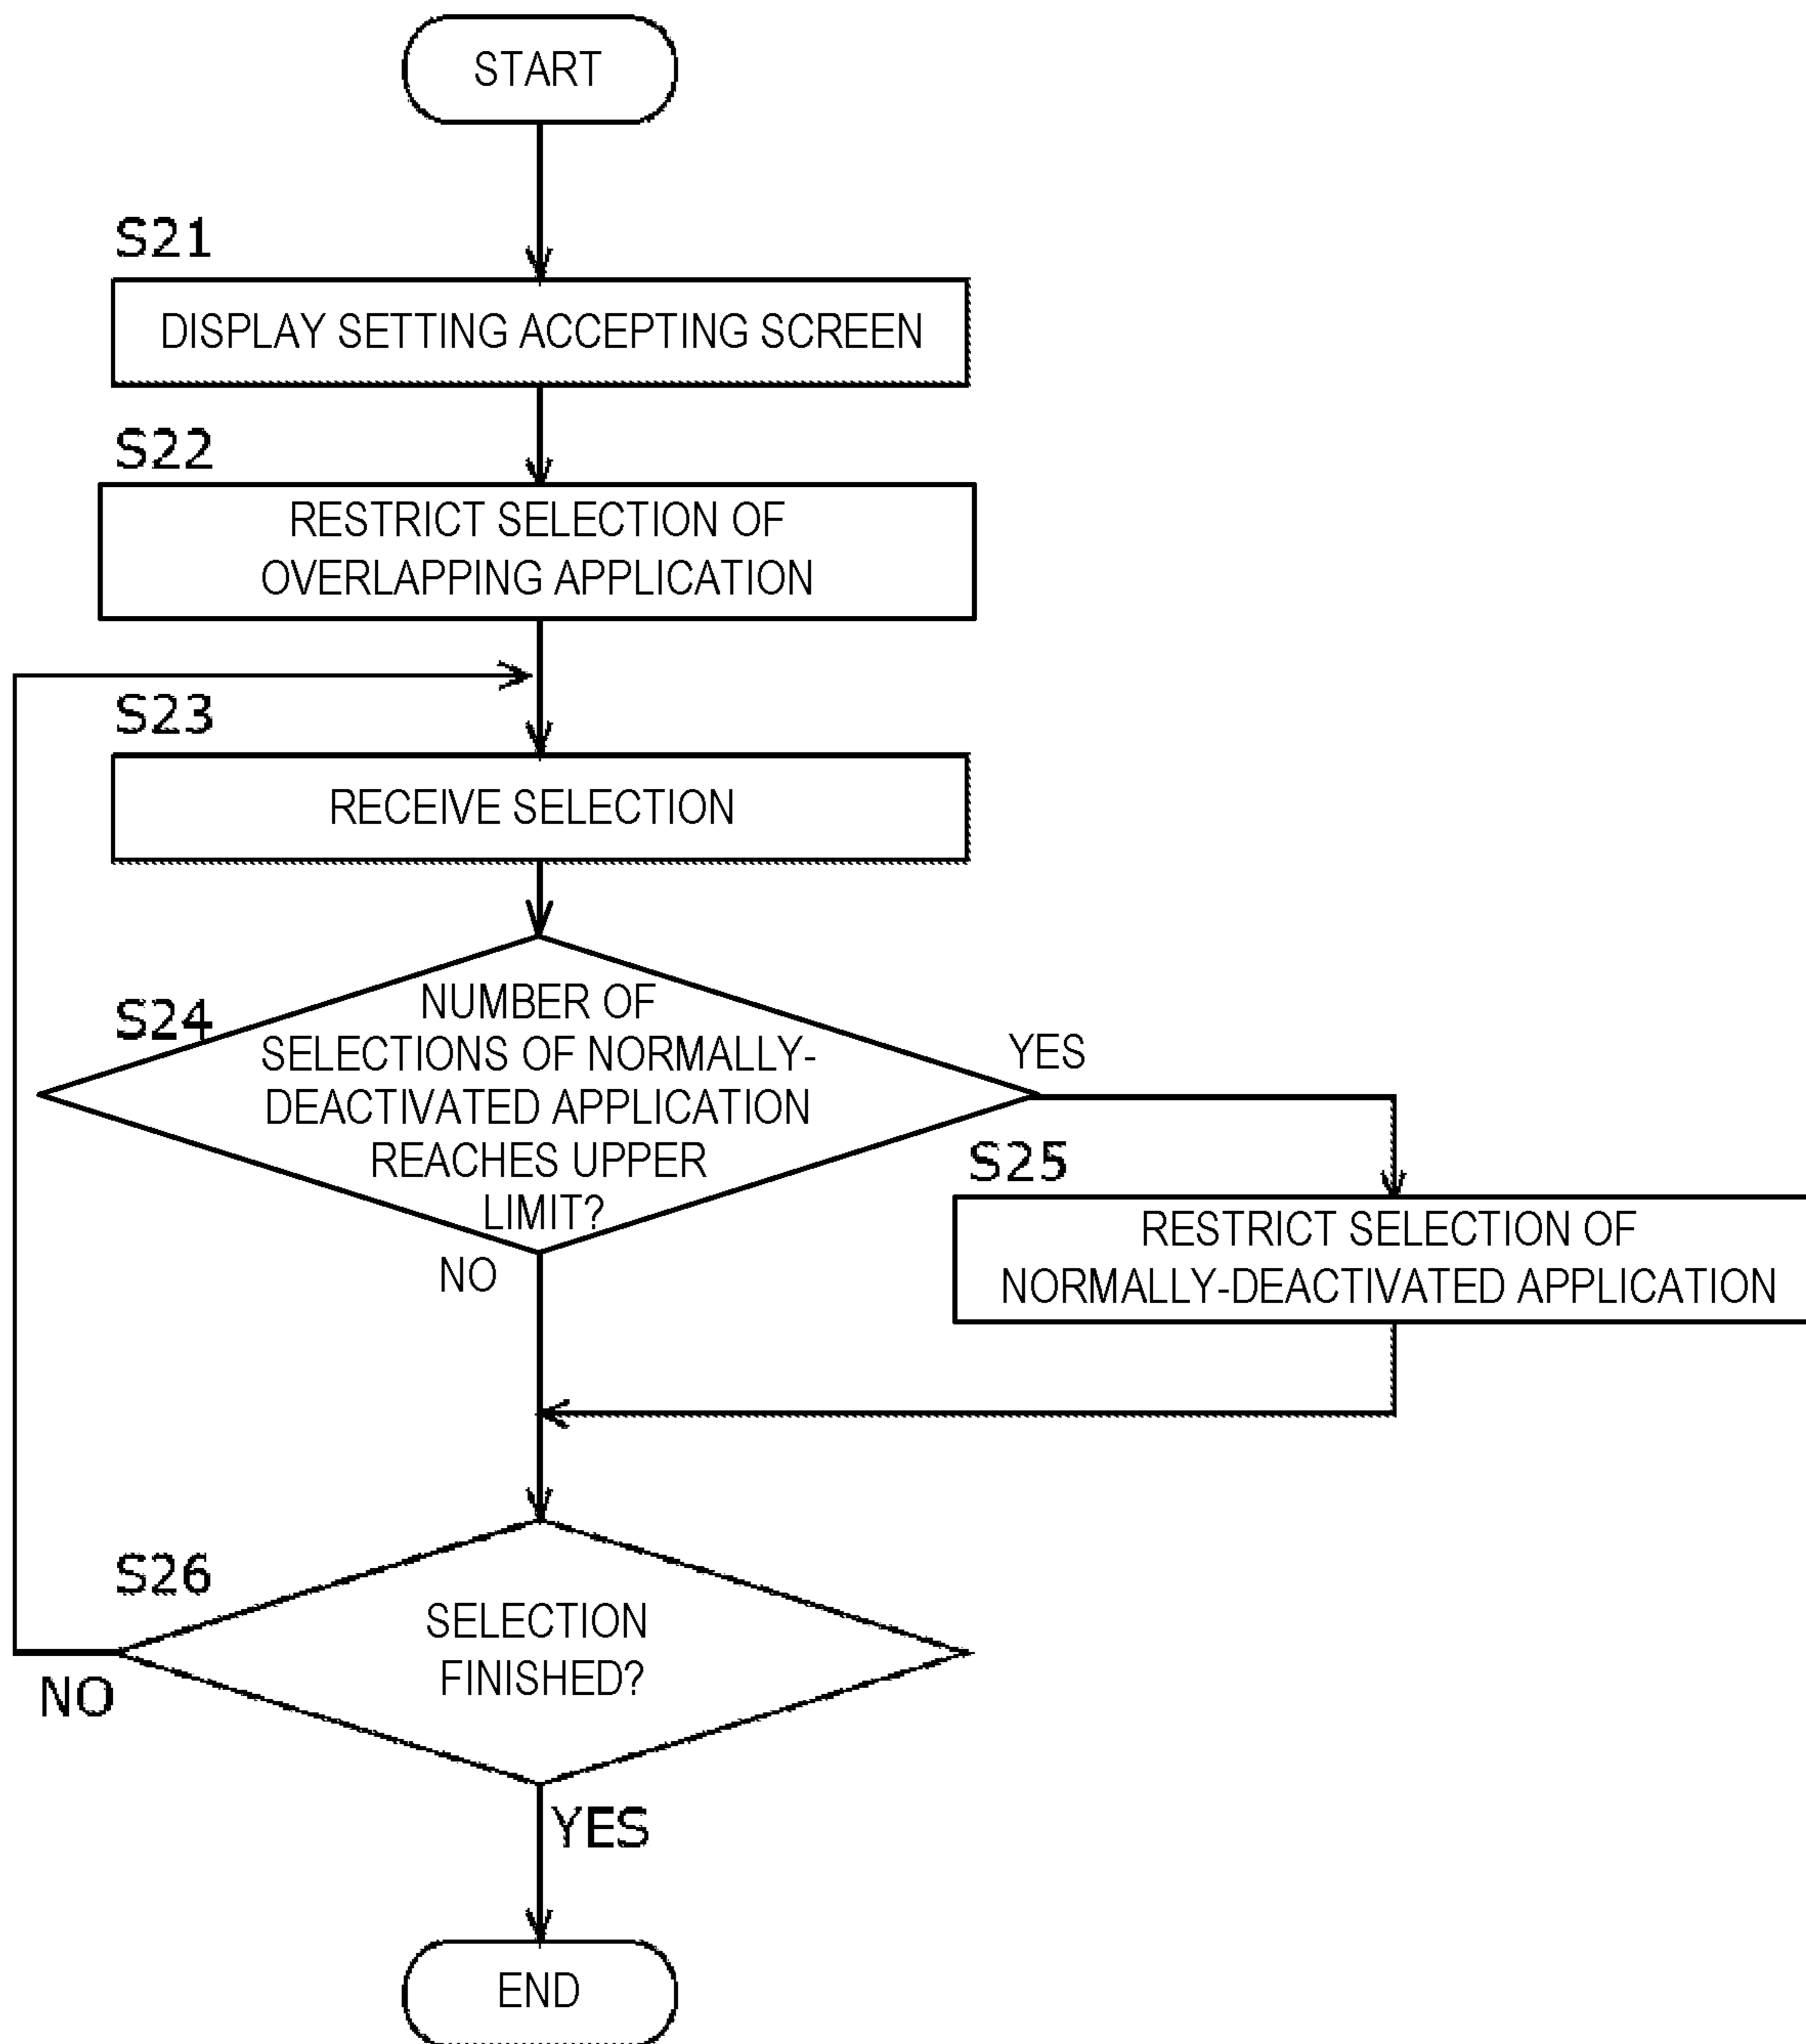 START
S21
DISPLAY SETTING ACCEPTING SCREEN
S22
RESTRICT SELECTION OF
OVERLAPPING APPLICATION
S23
RECEIVE SELECTION
S24
NUMBER OF
SELECTIONS OF NORMALLY-
DEACTIVATED APPLICATION
REACHES UPPER
LIMIT?
YES
NO
S25
RESTRICT SELECTION OF
NORMALLY-DEACTIVATED APPLICATION
S26
SELECTION
FINISHED?
NO
YES
END